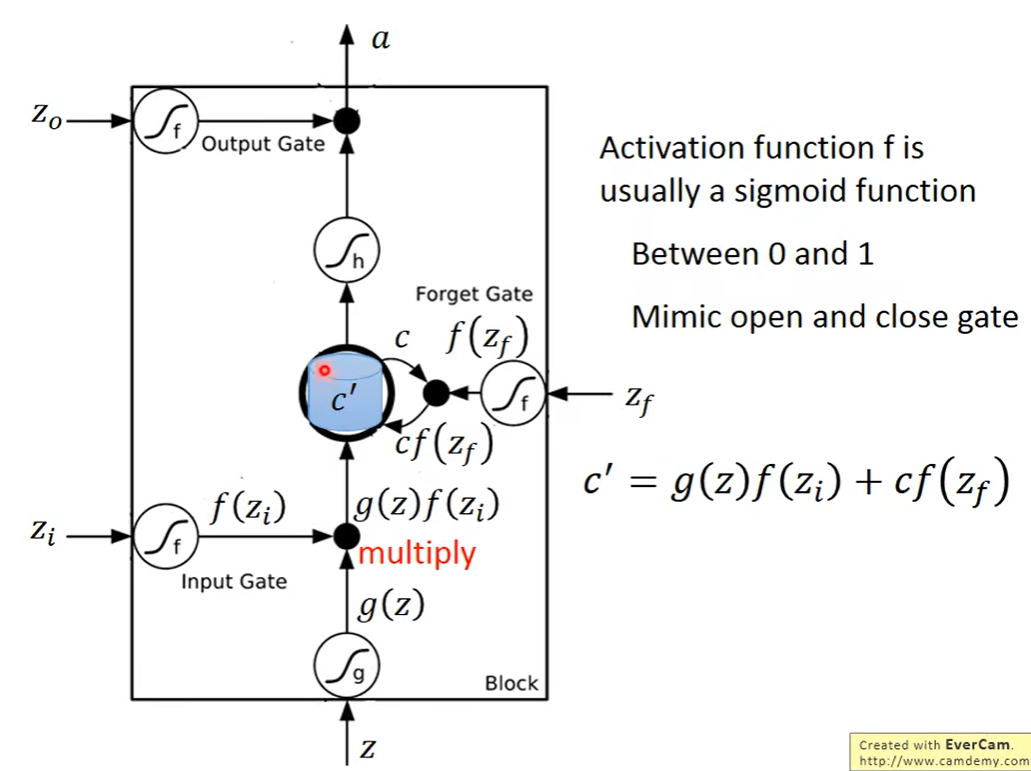 a
z_o
f
Output Gate
Activation function f is
usually a sigmoid function
Between 0 and 1
Mimic open and close gate
h
Forget Gate
c
f(z_f)
c′
f
z_f
cf(z_f)
c′ = g(z)f(z_i) + cf(z_f)
z_i
f(z_i)
g(z)f(z_i)
f
multiply
Input Gate
g(z)
g
Block
z
Created with EverCam.
http://www.camdemy.com